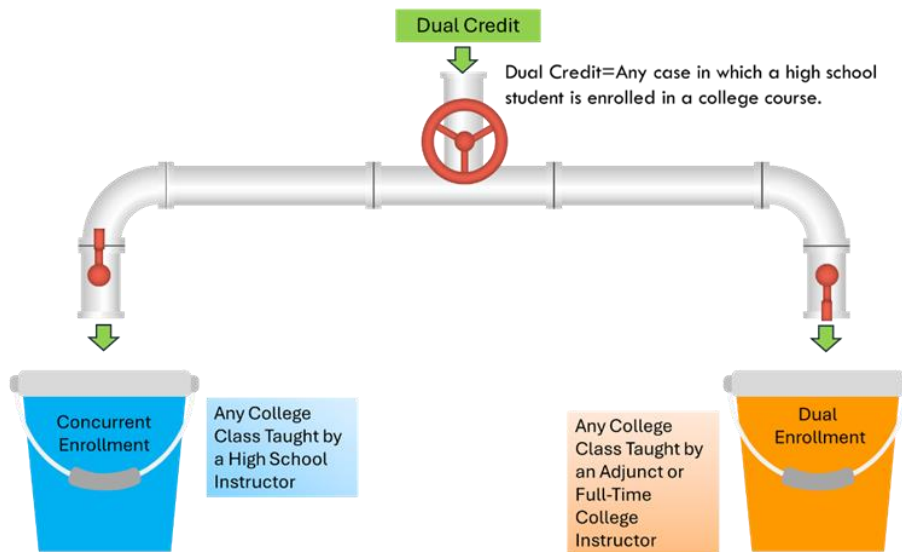 Dual Credit
Dual Credit=Any case in which a high school
student is enrolled in a college course.
Concurrent
Enrollment
Any College
Class Taught by
a High School
Instructor
Any College
Class Taught by
an Adjunct or
Full-Time
College
Instructor
Dual
Enrollment